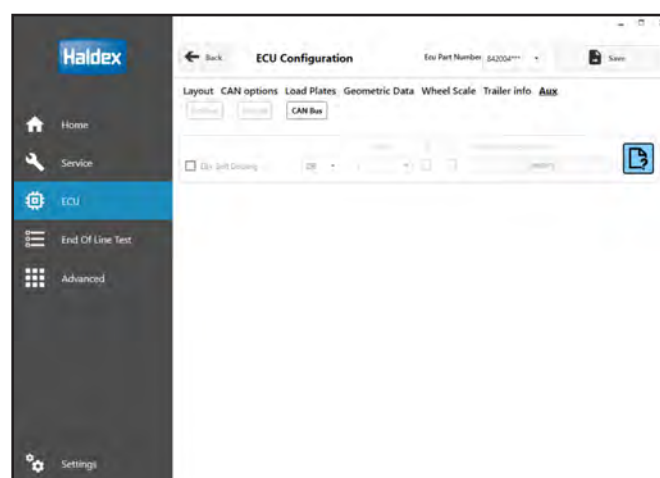 Haldex
Back ECU Configuration Ecu Part Number 842004*** Save
Layout CAN options Load Plates Geometric Data Wheel Scale Trailer info Aux
CAN Bus
Home
Service
ECU
End Of Line Test
Advanced
Settings